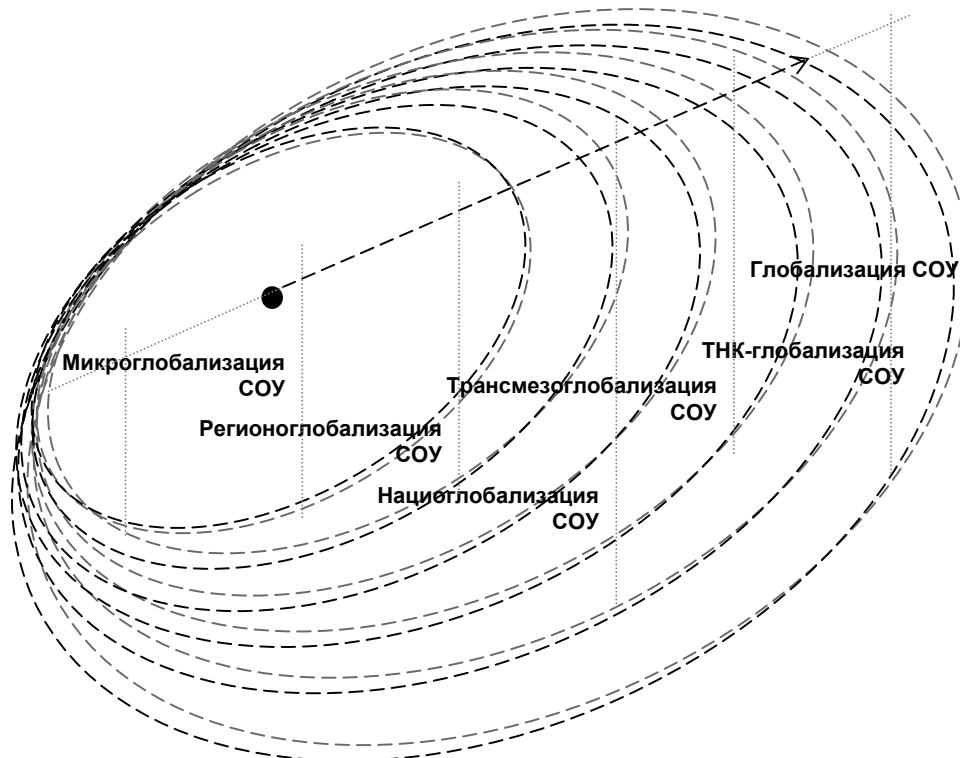 Глобализация СОУ
ТНК-глобализация
СОУ
Микроглобализация
СОУ
Трансмезоглобализация
СОУ
Регионоглобализация
СОУ
Нациоглобализация
СОУ